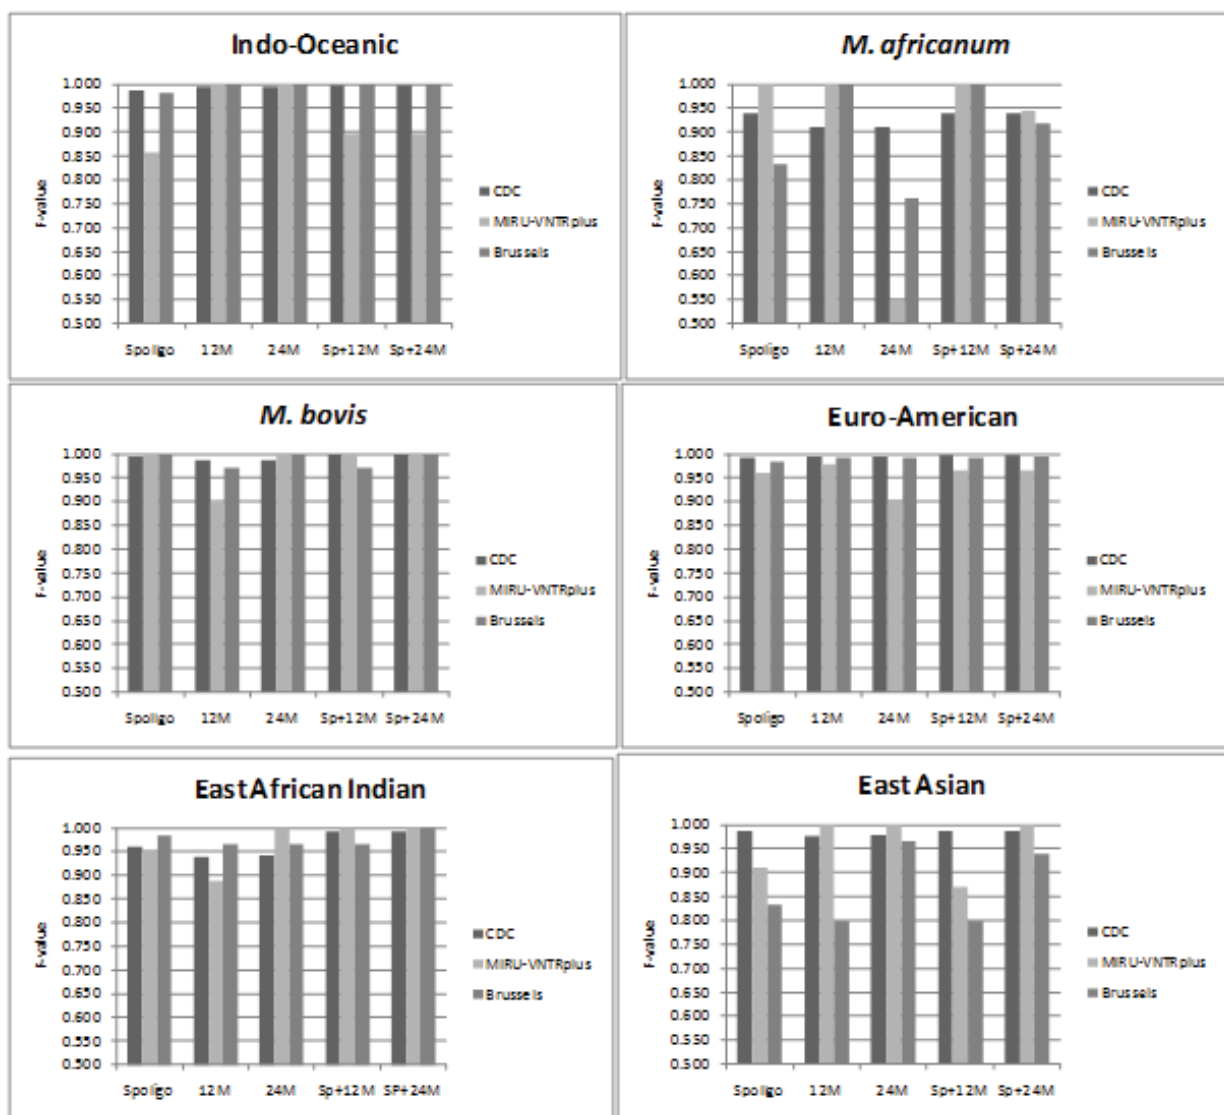 Indo-Oceanic
1.000
0.950
0.900
0.850
0.800
0.750
0.700
0.650
0.600
0.550
0.500
F-value
Spoligo 12M 24M Sp+12M Sp+24M
CDC
MIRU-VNTRplus
Brussels
M. africanum
1.000
0.950
0.900
0.850
0.800
0.750
0.700
0.650
0.600
0.550
0.500
F-value
Spoligo 12M 24M Sp+12M Sp+24M
CDC
MIRU-VNTRplus
Brussels
M. bovis
1.000
0.950
0.900
0.850
0.800
0.750
0.700
0.650
0.600
0.550
0.500
F-value
Spoligo 12M 24M Sp+12M Sp+24M
CDC
MIRU-VNTRplus
Brussels
Euro-American
1.000
0.950
0.900
0.850
0.800
0.750
0.700
0.650
0.600
0.550
0.500
F-value
Spoligo 12M 24M Sp+12M Sp+24M
CDC
MIRU-VNTRplus
Brussels
East African Indian
1.000
0.950
0.900
0.850
0.800
0.750
0.700
0.650
0.600
0.550
0.500
F-value
Spoligo 12M 24M Sp+12M SP+24M
CDC
MIRU-VNTRplus
Brussels
East Asian
1.000
0.950
0.900
0.850
0.800
0.750
0.700
0.650
0.600
0.550
0.500
F-value
Spoligo 12M 24M Sp+12M Sp+24M
CDC
MIRU-VNTRplus
Brussels